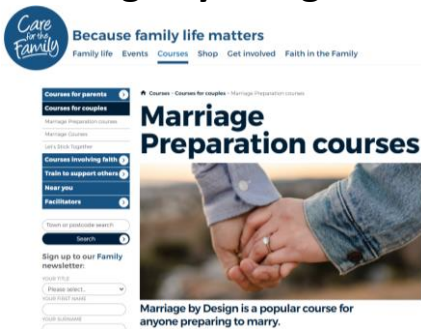 Care
for the
Family
Because family life matters
Family life Events Courses Shop Get involved Faith in the Family
Courses for parents
Courses for couples
Marriage Preparation courses
Marriage Courses
Let's Stick Together
Courses involving faith
Train to support others
Near you
Facilitators
Town or postcode search
Search
Sign up to our Family
newsletter:
YOUR TITLE
Please select...
YOUR FIRST NAME
YOUR SURNAME
Courses > Courses for couples > Marriage Preparation courses
Marriage
Preparation courses
Marriage by Design is a popular course for
anyone preparing to marry.